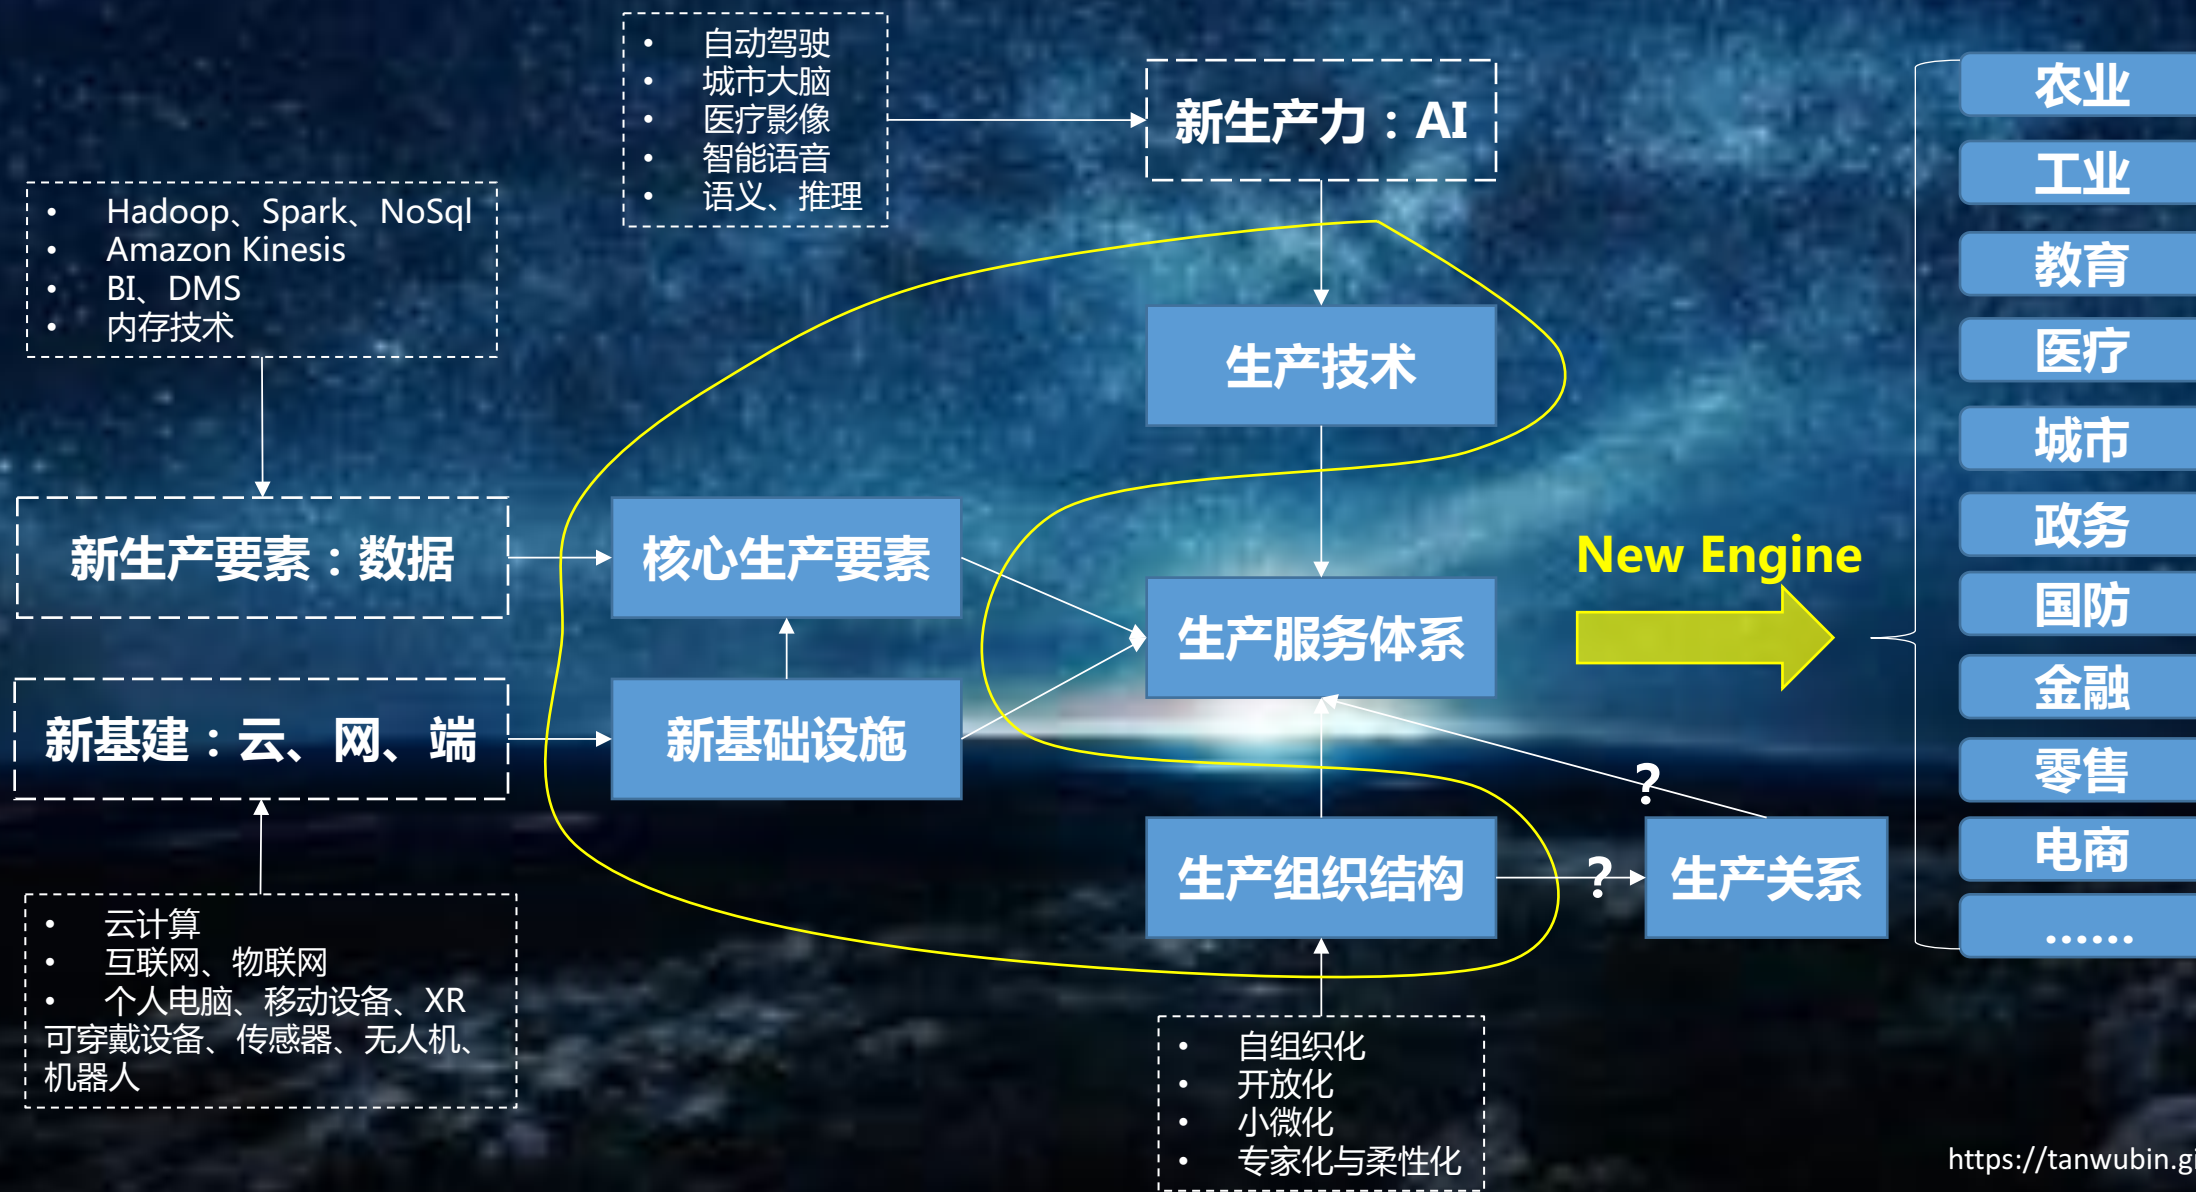 自动驾驶
城市大脑
医疗影像
智能语音
语义、推理
新生产力：AI
Hadoop、Spark、NoSql
Amazon Kinesis
BI、DMS
内存技术
生产技术
新生产要素：数据
核心生产要素
生产服务体系
New Engine
新基建：云、网、端
新基础设施
?
生产组织结构
?
生产关系
云计算
互联网、物联网
个人电脑、移动设备、XR
可穿戴设备、传感器、无人机、
机器人
自组织化
开放化
小微化
专家化与柔性化
农业
工业
教育
医疗
城市
政务
国防
金融
零售
电商
......
https://tanwubin.gi